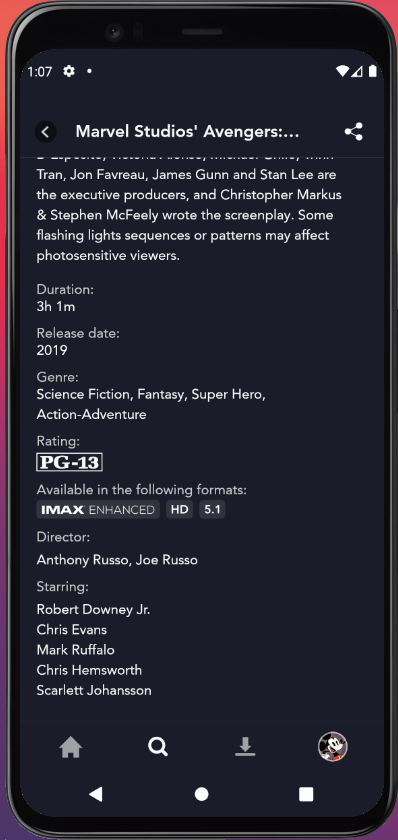 1:07
Marvel Studios' Avengers:...
Tran, Jon Favreau, James Gunn and Stan Lee are
the executive producers, and Christopher Markus
& Stephen McFeely wrote the screenplay. Some
flashing lights sequences or patterns may affect
photosensitive viewers.
Duration:
3h 1m
Release date:
2019
Genre:
Science Fiction, Fantasy, Super Hero,
Action-Adventure
Rating:
PG-13
Available in the following formats:
IMAX ENHANCED HD 5.1
Director:
Anthony Russo, Joe Russo
Starring:
Robert Downey Jr.
Chris Evans
Mark Ruffalo
Chris Hemsworth
Scarlett Johansson